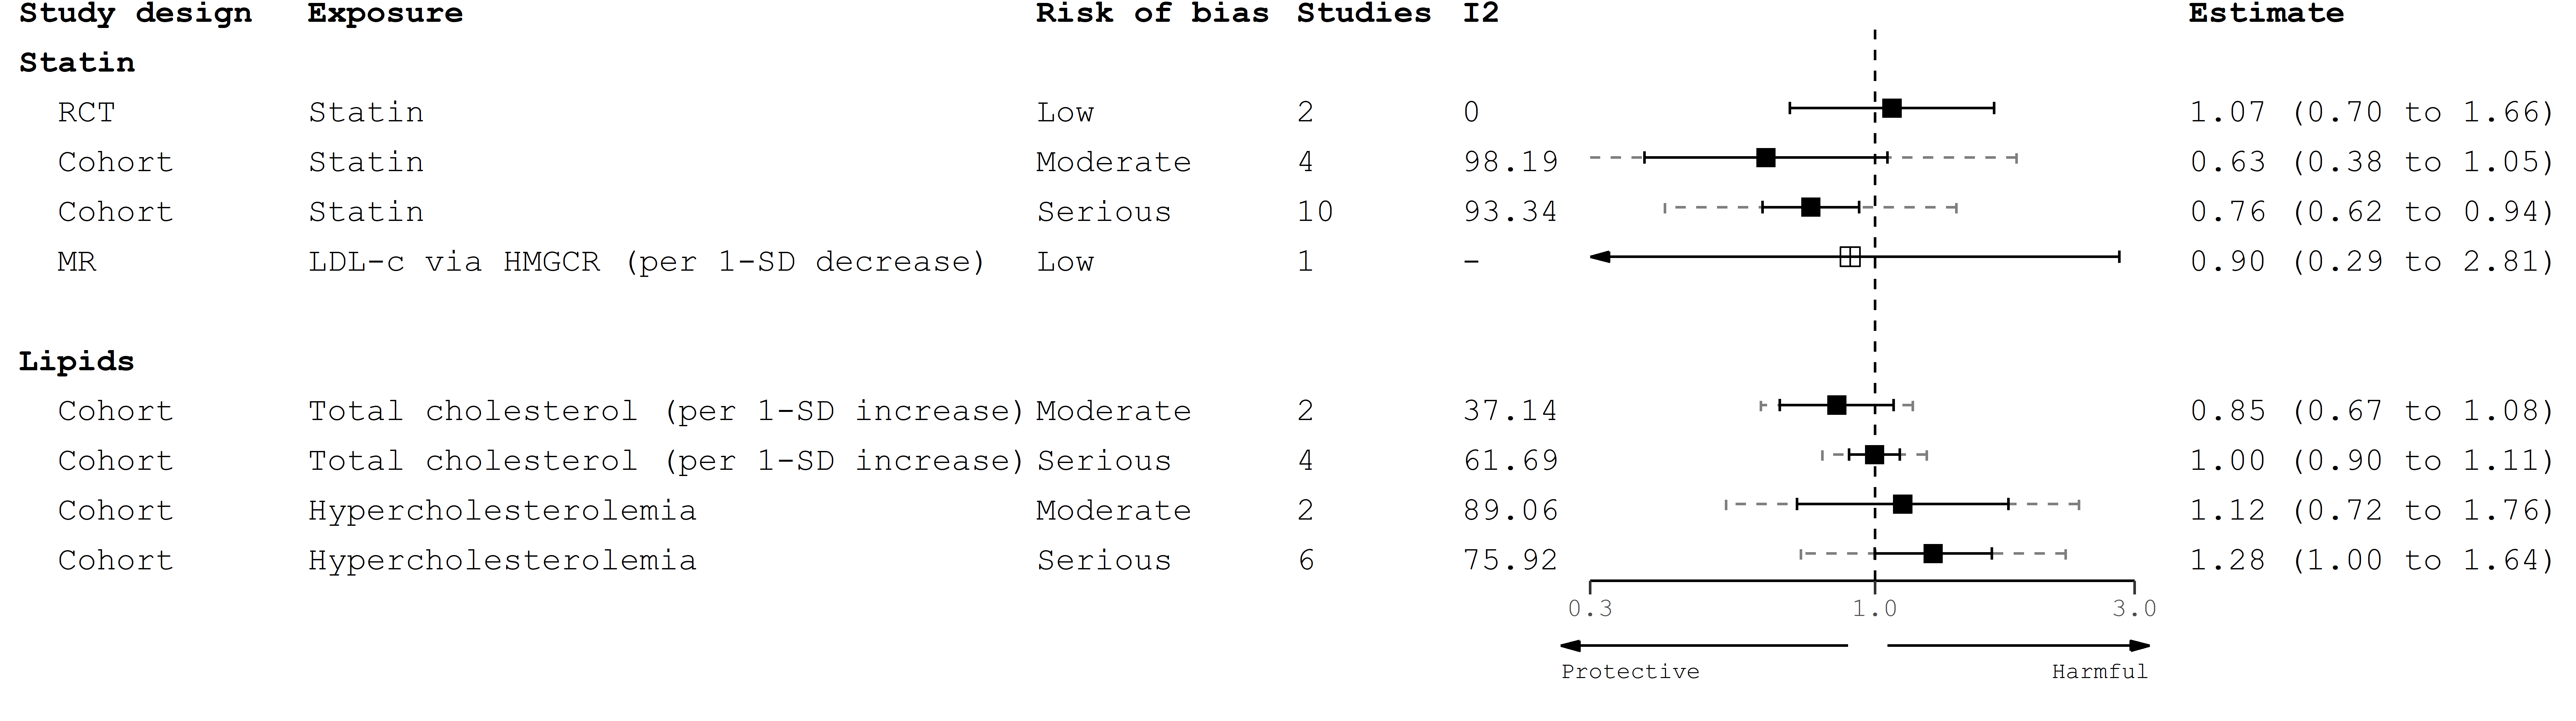 Study design Exposure Risk of bias Studies I2 Estimate
Statin
RCT Statin Low 2 0 1.07 (0.70 to 1.66)
Cohort Statin Moderate 4 98.19 0.63 (0.38 to 1.05)
Cohort Statin Serious 10 93.34 0.76 (0.62 to 0.94)
MR LDL-c via HMGCR (per 1-SD decrease) Low 1 - 0.90 (0.29 to 2.81)
Lipids
Cohort Total cholesterol (per 1-SD increase) Moderate 2 37.14 0.85 (0.67 to 1.08)
Cohort Total cholesterol (per 1-SD increase) Serious 4 61.69 1.00 (0.90 to 1.11)
Cohort Hypercholesterolemia Moderate 2 89.06 1.12 (0.72 to 1.76)
Cohort Hypercholesterolemia Serious 6 75.92 1.28 (1.00 to 1.64)
0.3 1.0 3.0
Protective Harmful